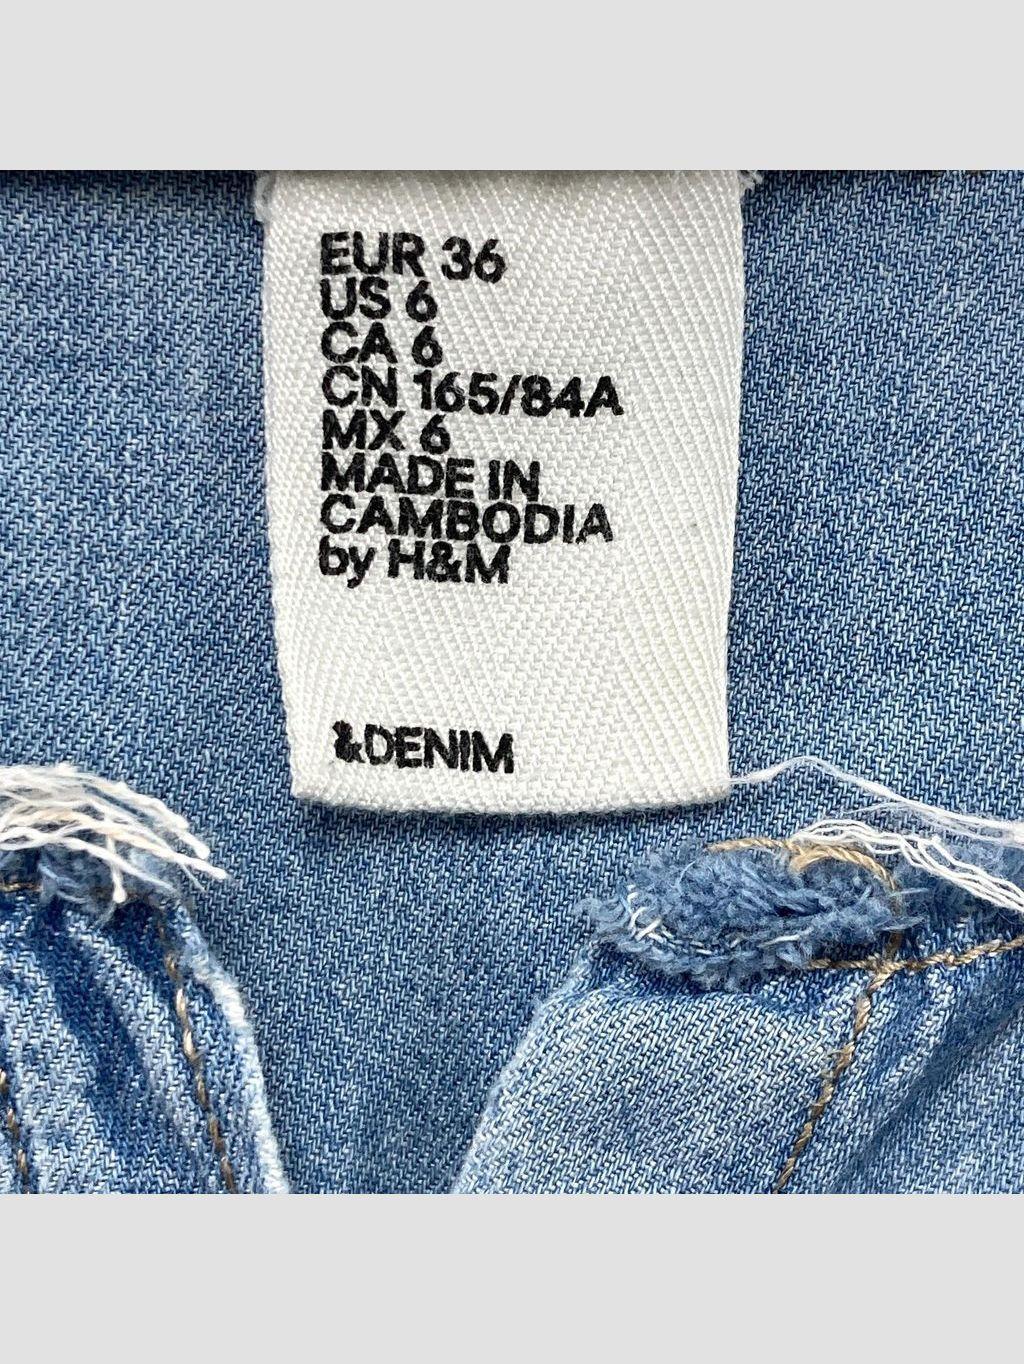 EUR 36
US 6
CA 6
CN 165/84A
MX 6
MADE IN
CAMBODIA
by H&M
&DENIM